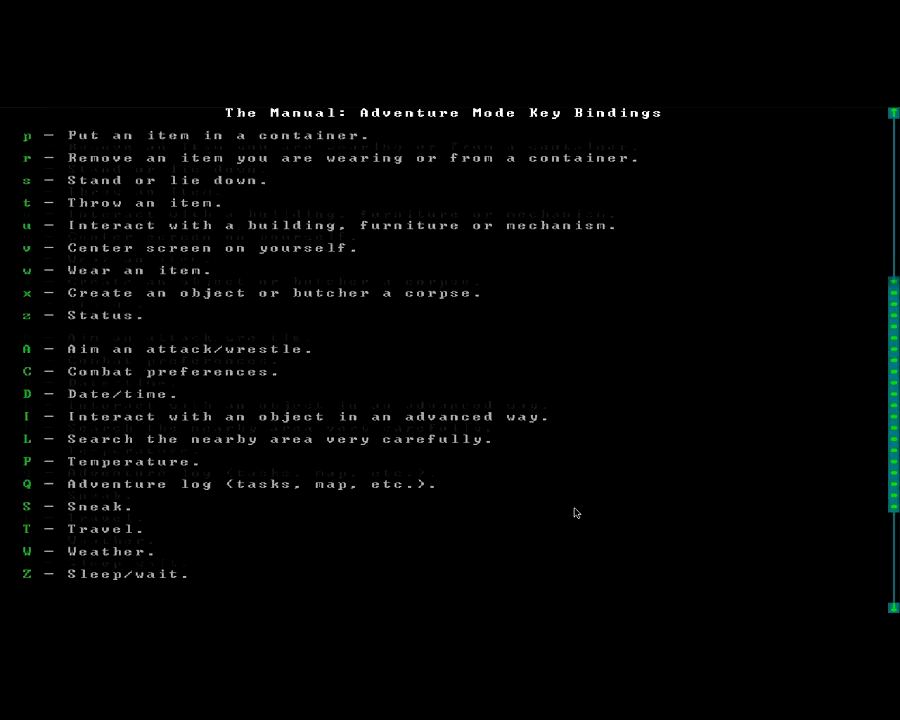 The Manual: Adventure Mode Key Bindings
p — Put an item in a container.
r — Remove an item you are wearing or from a container.
s — Stand or lie down.
t — Throw an item.
u — Interact with a building, furniture or mechanism.
v — Center screen on yourself.
w — Wear an item.
x — Create an object or butcher a corpse.
z — Status.
A — Aim an attack/wrestle.
C — Combat preferences.
D — Date/time.
I — Interact with an object in an advanced way.
L — Search the nearby area very carefully.
P — Temperature.
Q — Adventure log (tasks, map, etc.).
S — Sneak.
T — Travel.
W — Weather.
Z — Sleep/wait.